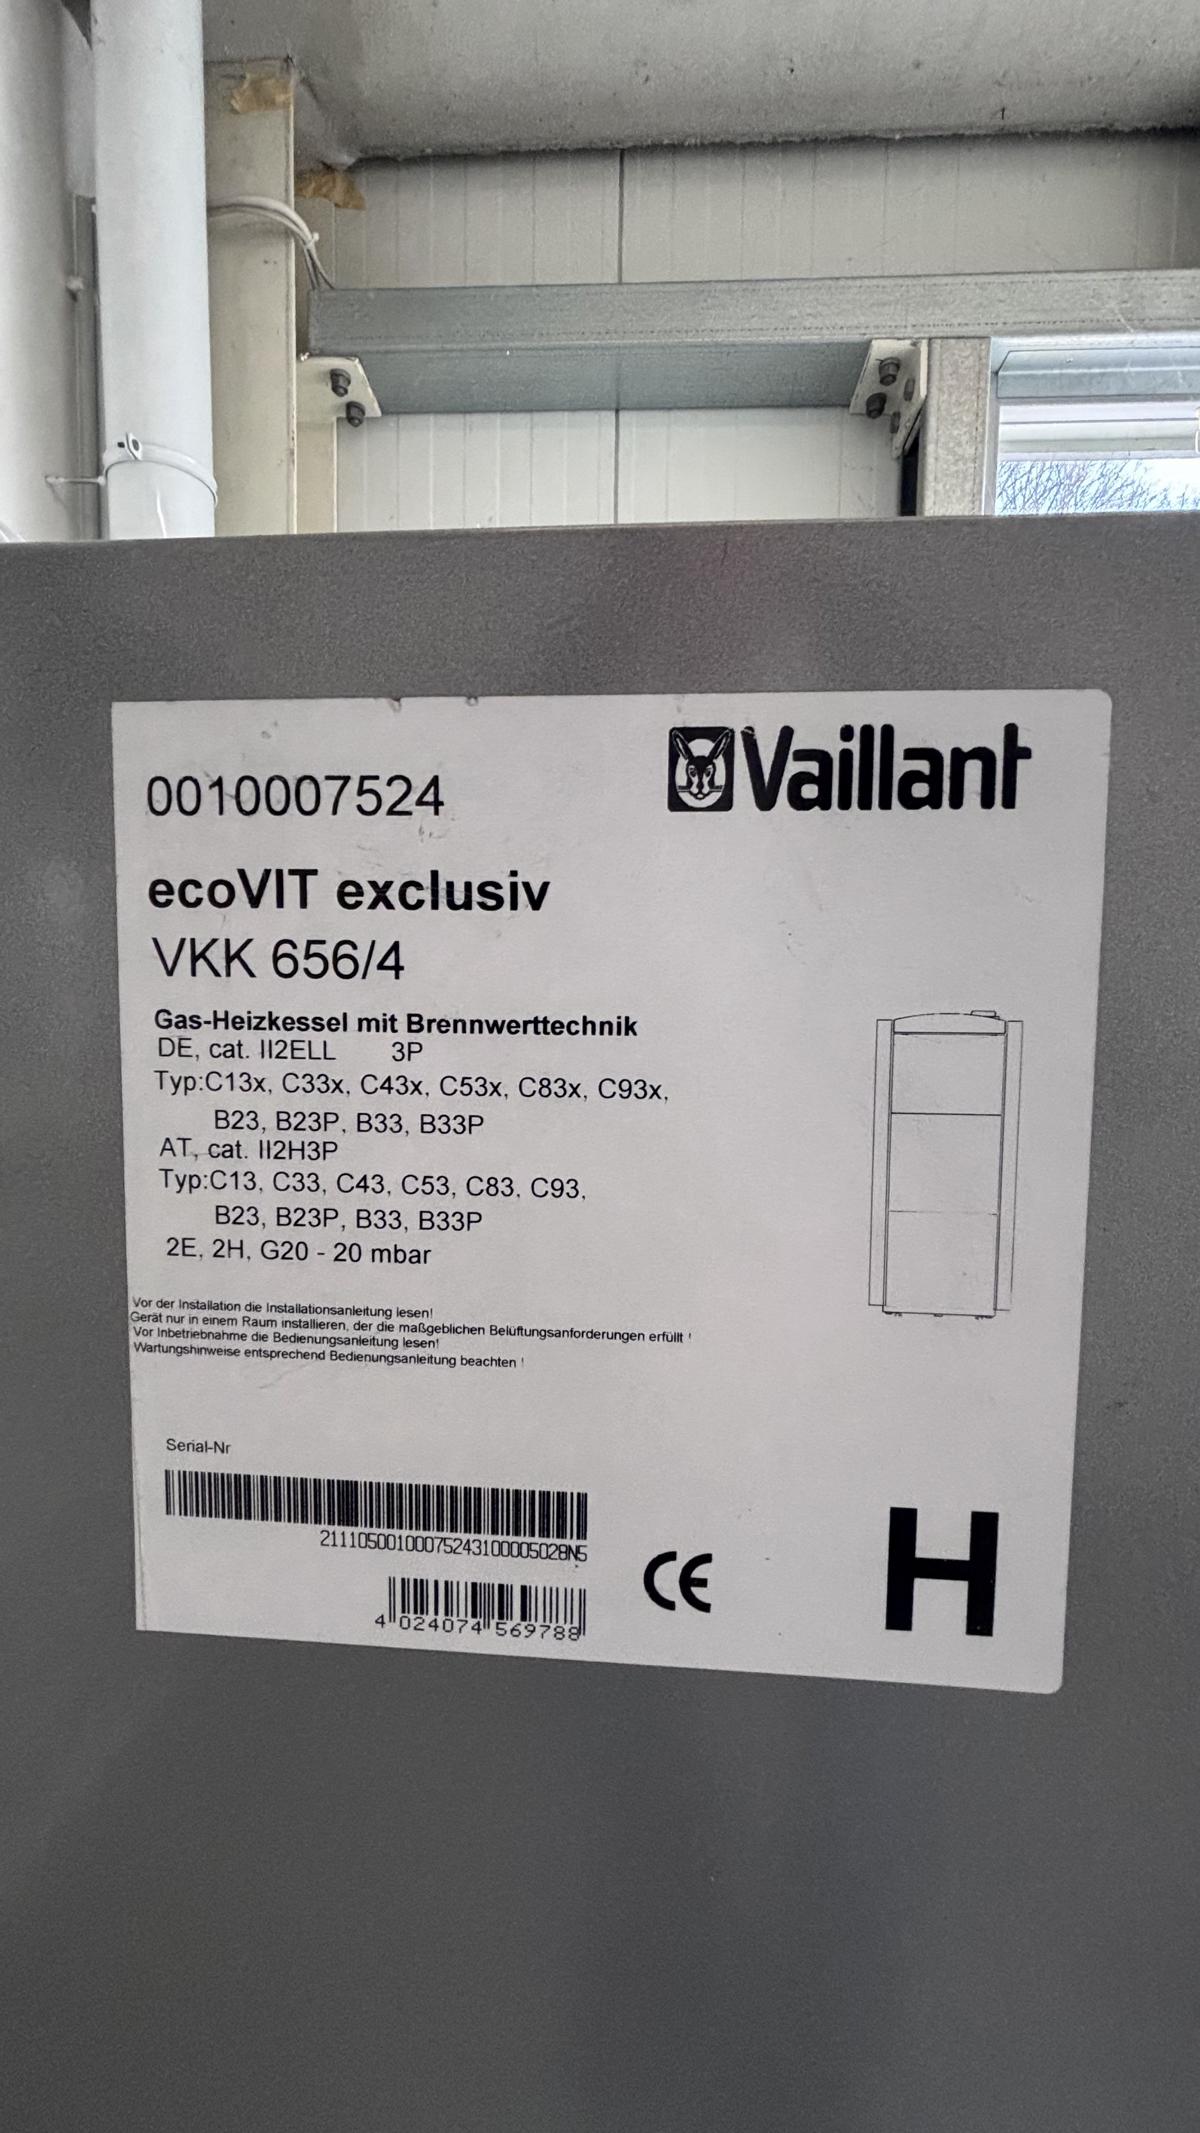 0010007524
Vaillant
ecoVIT exclusiv
VKK 656/4
Gas-Heizkessel mit Brennwerttechnik
DE, cat. II2ELL 3P
Typ:C13x, C33x, C43x, C53x, C83x, C93x,
B23, B23P, B33, B33P
AT, cat. II2H3P
Typ:C13, C33, C43, C53, C83, C93,
B23, B23P, B33, B33P
2E, 2H, G20 - 20 mbar
Vor der Installation die Installationsanleitung lesen!
Gerät nur in einem Raum installieren, der die maßgeblichen Belüftungsanforderungen erfüllt !
Vor Inbetriebnahme die Bedienungsanleitung lesen!
Wartungshinweise entsprechend Bedienungsanleitung beachten !
Serial-Nr
21110500100075243100005028N5
4 024074 569788
CE
H